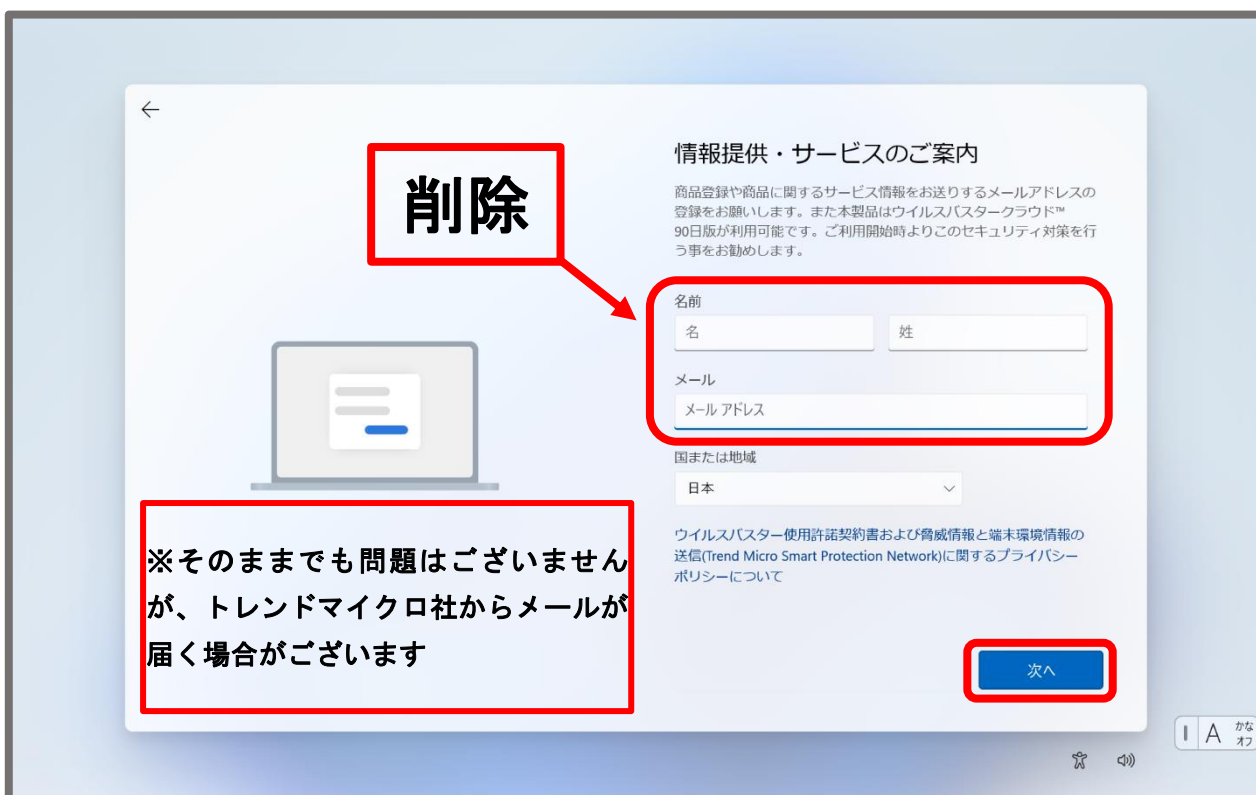 削除
情報提供・サービスのご案内
商品登録や商品に関するサービス情報をお送りするメールアドレスの
登録をお願いします。また本製品はウイルスバスタークラウド™
90日版が利用可能です。ご利用開始時よりこのセキュリティ対策を行
う事をお勧めします。
名前
名
姓
メール
メール アドレス
国または地域
日本
ウイルスバスター使用許諾契約書および脅威情報と端末環境情報の
送信(Trend Micro Smart Protection Network)に関するプライバシー
ポリシーについて
※そのままでも問題はございません
が、トレンドマイクロ社からメールが
届く場合がございます
次へ
A
かな
オフ